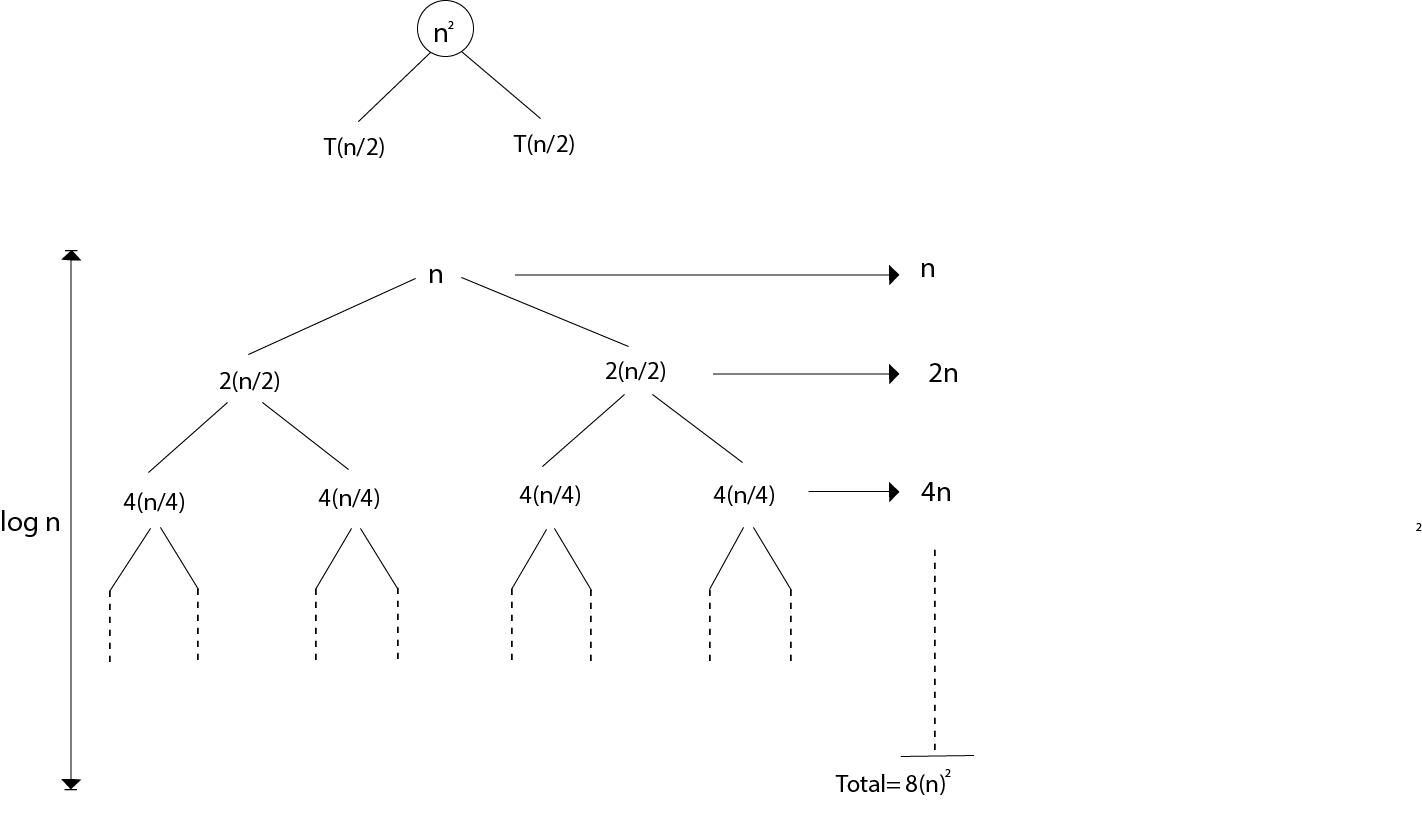 n²
T(n/2) T(n/2)
n n
2(n/2) 2(n/2) 2n
4(n/4) 4(n/4) 4(n/4) 4(n/4) 4n
log n
2
Total= 8(n)²